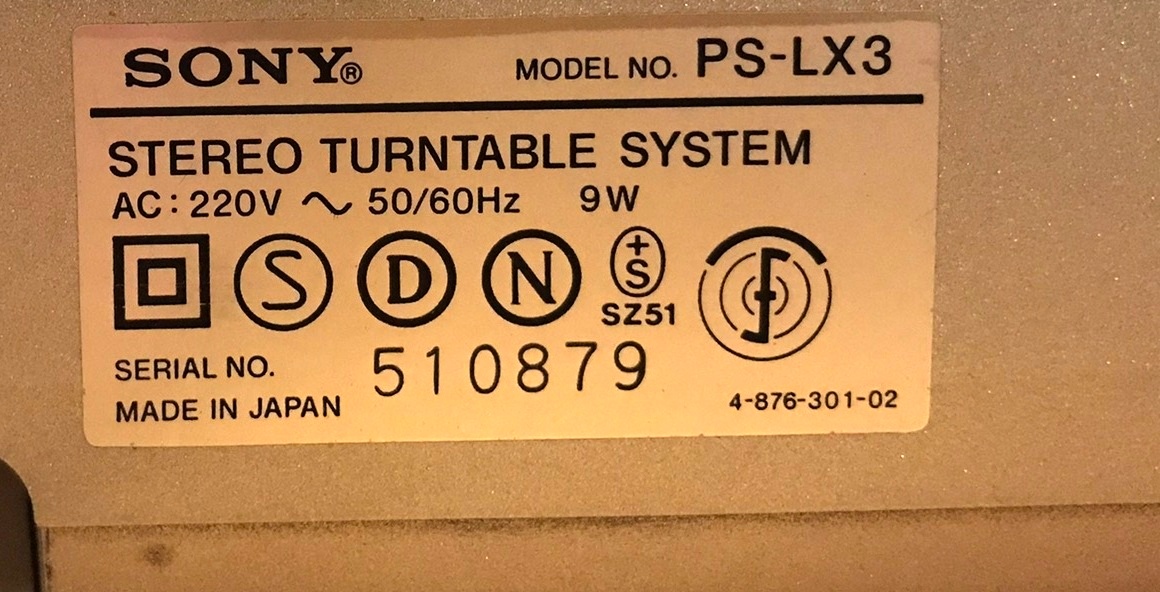 SONY®
MODEL NO. PS-LX3
STEREO TURNTABLE SYSTEM
AC: 220V ~ 50/60Hz 9W
S D N +S
SZ51
SERIAL NO. 510879
MADE IN JAPAN
4-876-301-02